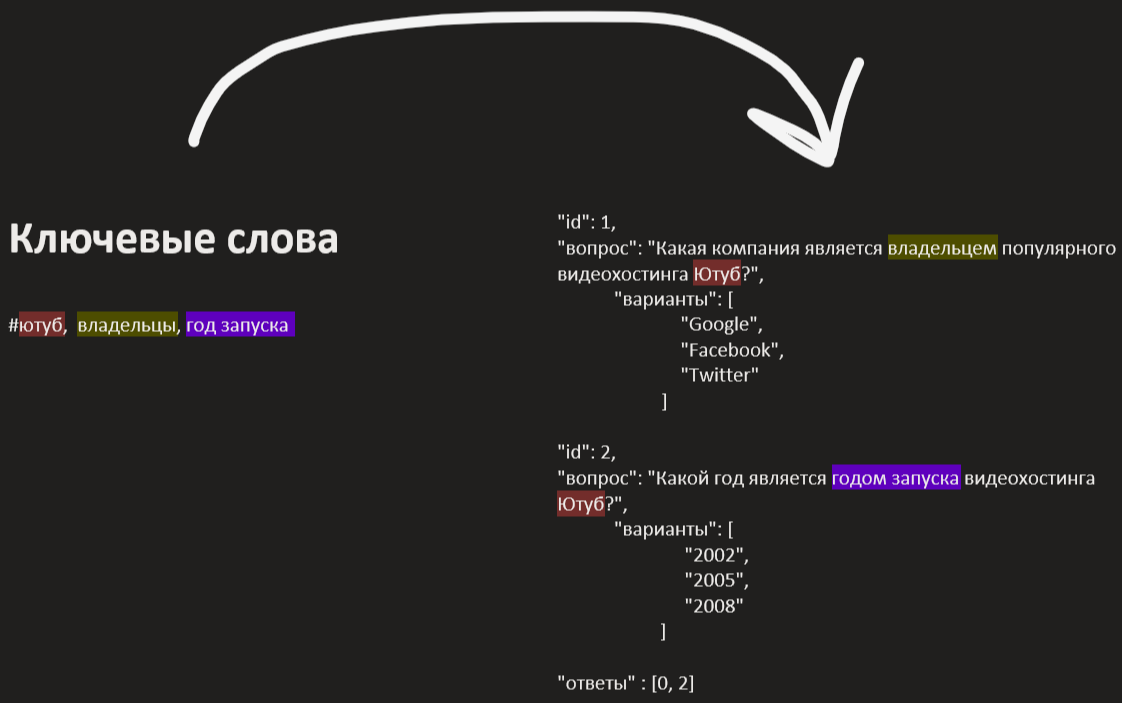 Ключевые слова
#ютуб, владельцы, год запуска
"id": 1,
"вопрос": "Какая компания является владельцем популярного
видеохостинга Ютуб?",
"варианты": [
"Google",
"Facebook",
"Twitter"
]
"id": 2,
"вопрос": "Какой год является годом запуска видеохостинга
Ютуб?",
"варианты": [
"2002",
"2005",
"2008"
]
"ответы" : [0, 2]